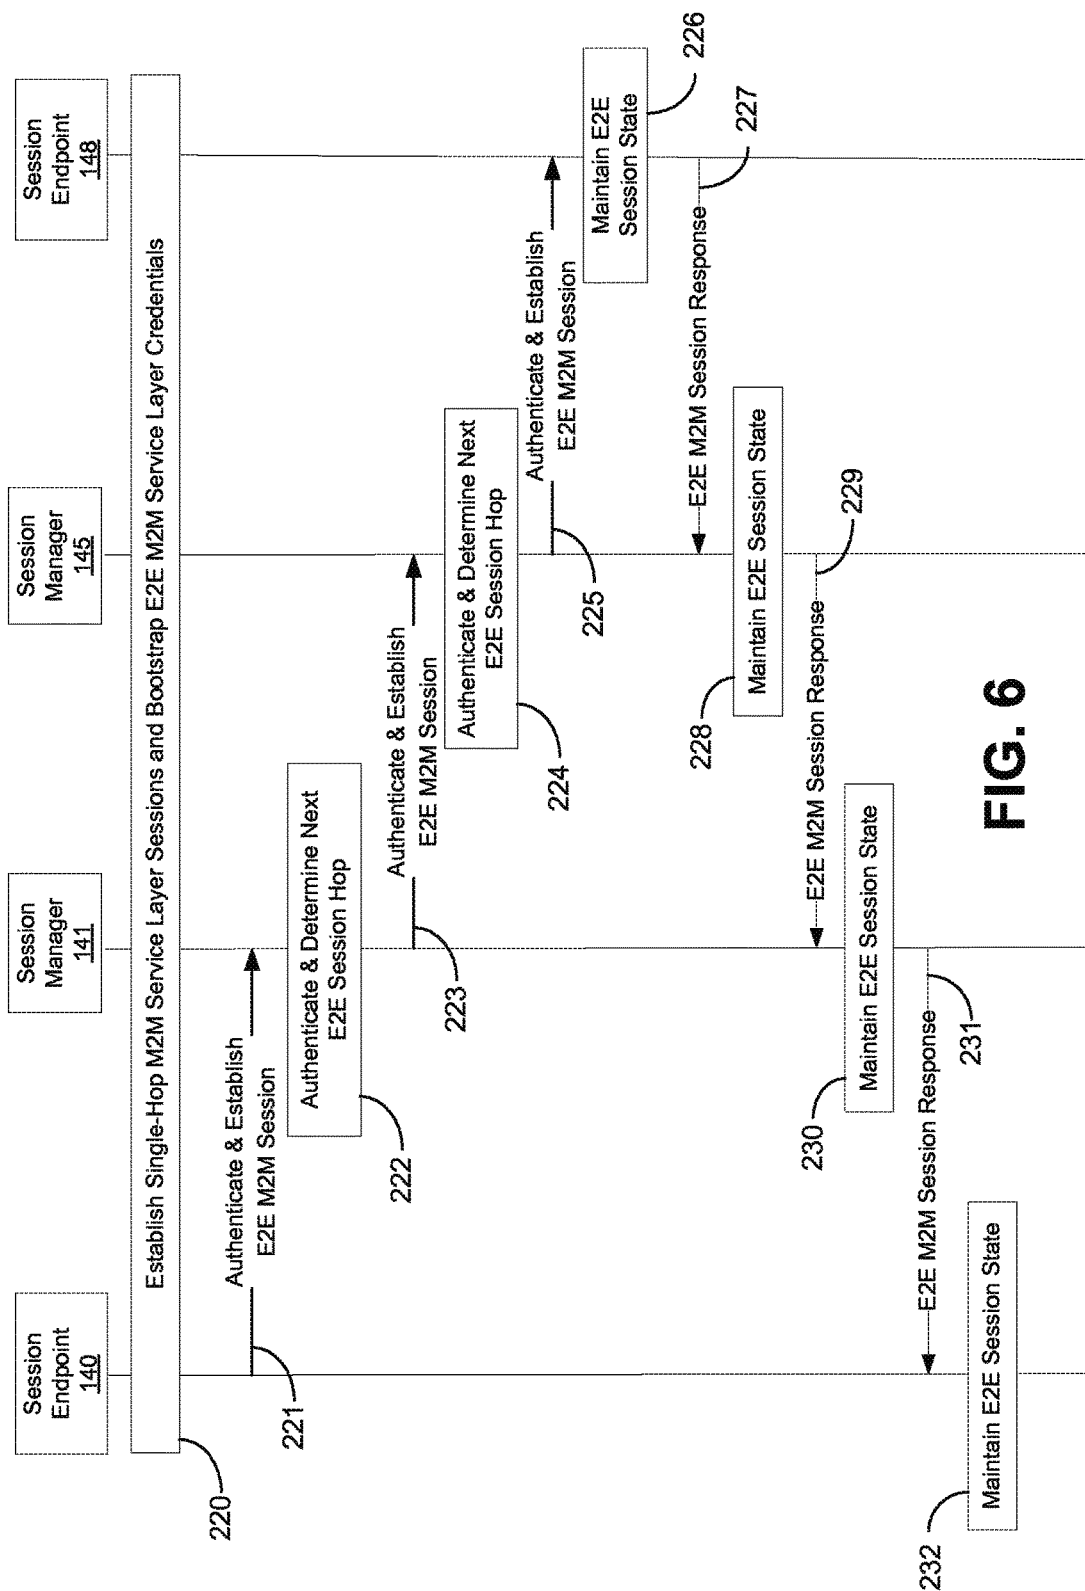 Session
Endpoint
140
Session
Manager
141
Session
Manager
145
Session
Endpoint
148
Establish Single-Hop M2M Service Layer Sessions and Bootstrap E2E M2M Service Layer Credentials
220
Authenticate & Establish
E2E M2M Session
221
Authenticate & Determine Next
E2E Session Hop
222
Authenticate & Establish
E2E M2M Session
223
Authenticate & Determine Next
E2E Session Hop
224
Authenticate & Establish
E2E M2M Session
225
Maintain E2E
Session State
226
E2E M2M Session Response
227
Maintain E2E Session State
228
E2E M2M Session Response
229
Maintain E2E Session State
230
E2E M2M Session Response
231
Maintain E2E Session State
232
FIG. 6